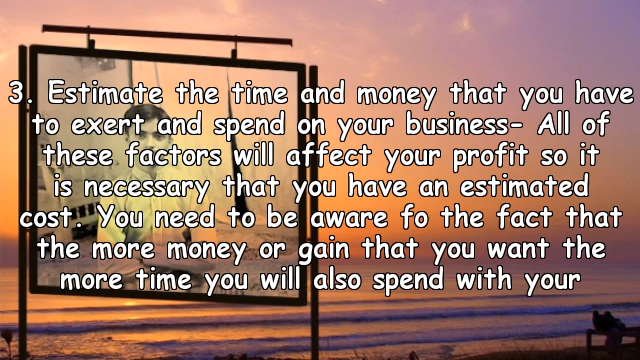 3. Estimate the time and money that you have
to exert and spend on your business- All of
these factors will affect your profit so it
is necessary that you have an estimated
cost. You need to be aware fo the fact that
the more money or gain that you want the
more time you will also spend with your